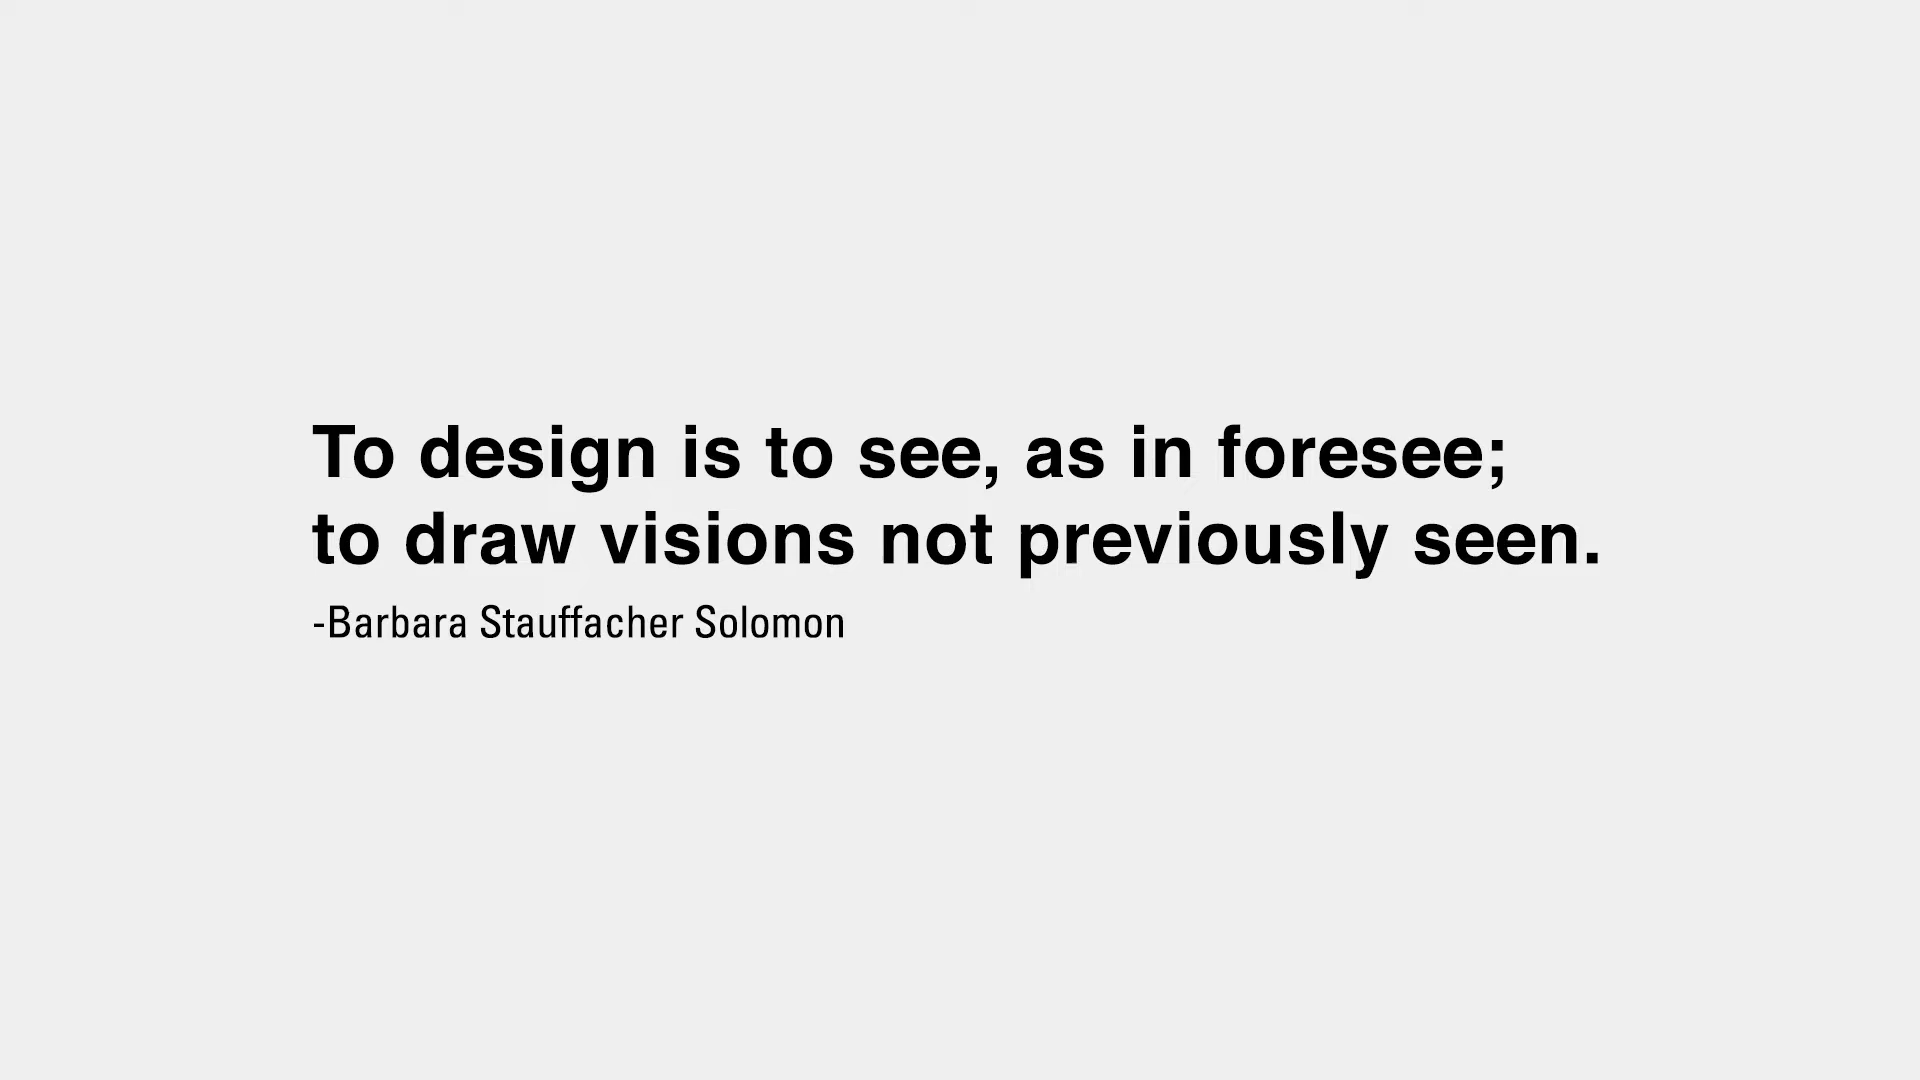 To design is to see, as in foresee;
to draw visions not previously seen.
-Barbara Stauffacher Solomon